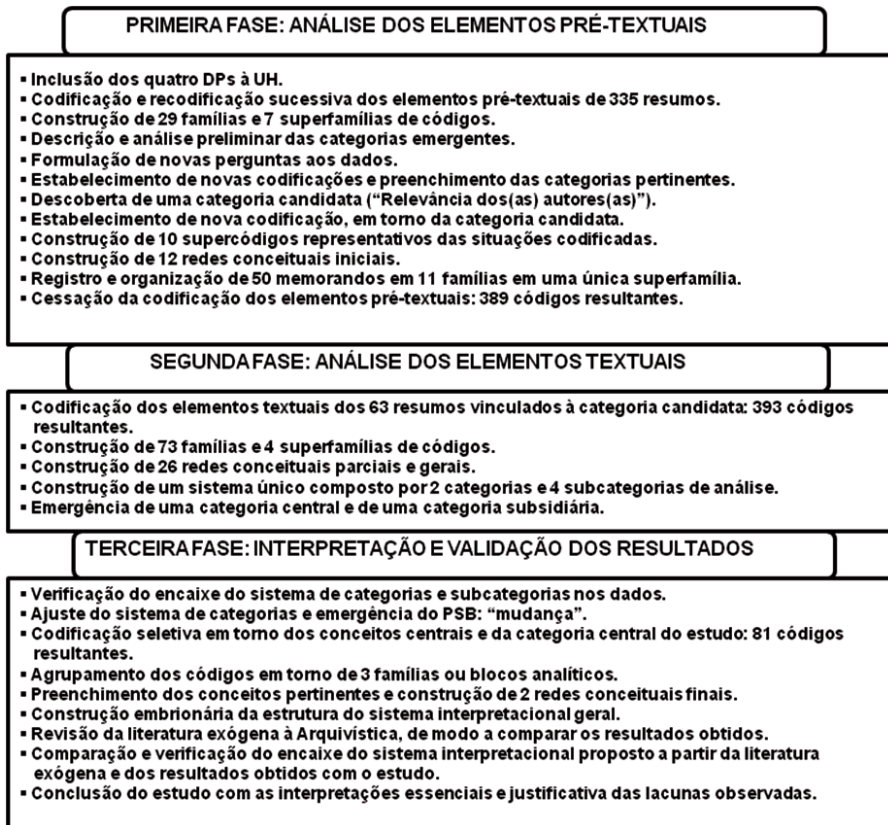 PRIMEIRA FASE: ANÁLISE DOS ELEMENTOS PRÉ-TEXTUAIS
▪ Inclusão dos quatro DPs à UH.
▪ Codificação e recodificação sucessiva dos elementos pré-textuais de 335 resumos.
▪ Construção de 29 famílias e 7 superfamílias de códigos.
▪ Descrição e análise preliminar das categorias emergentes.
▪ Formulação de novas perguntas aos dados.
▪ Estabelecimento de novas codificações e preenchimento das categorias pertinentes.
▪ Descoberta de uma categoria candidata (“Relevância dos(as) autores(as)”).
▪ Estabelecimento de nova codificação, em torno da categoria candidata.
▪ Construção de 10 supercódigos representativos das situações codificadas.
▪ Construção de 12 redes conceituais iniciais.
▪ Registro e organização de 50 memorandos em 11 famílias em uma única superfamília.
▪ Cessação da codificação dos elementos pré-textuais: 389 códigos resultantes.
SEGUNDA FASE: ANÁLISE DOS ELEMENTOS TEXTUAIS
▪ Codificação dos elementos textuais dos 63 resumos vinculados à categoria candidata: 393 códigos
resultantes.
▪ Construção de 73 famílias e 4 superfamílias de códigos.
▪ Construção de 26 redes conceituais parciais e gerais.
▪ Construção de um sistema único composto por 2 categorias e 4 subcategorias de análise.
▪ Emergência de uma categoria central e de uma categoria subsidiária.
TERCEIRA FASE: INTERPRETAÇÃO E VALIDAÇÃO DOS RESULTADOS
▪ Verificação do encaixe do sistema de categorias e subcategorias nos dados.
▪ Ajuste do sistema de categorias e emergência do PSB: “mudança”.
▪ Codificação seletiva em torno dos conceitos centrais e da categoria central do estudo: 81 códigos
resultantes.
▪ Agrupamento dos códigos em torno de 3 famílias ou blocos analíticos.
▪ Preenchimento dos conceitos pertinentes e construção de 2 redes conceituais finais.
▪ Construção embrionária da estrutura do sistema interpretacional geral.
▪ Revisão da literatura exógena à Arquivística, de modo a comparar os resultados obtidos.
▪ Comparação e verificação do encaixe do sistema interpretacional proposto a partir da literatura
exógena e dos resultados obtidos com o estudo.
▪ Conclusão do estudo com as interpretações essenciais e justificativa das lacunas observadas.